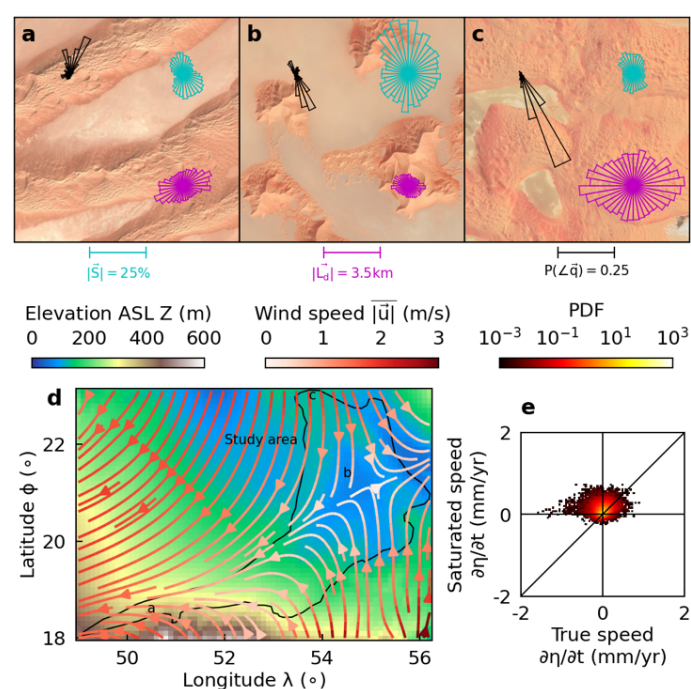 a b c
|S⃗| = 25%
|L⃗d| = 3.5km
P(∠q⃗) = 0.25
Elevation ASL Z (m)
0 200 400 600
Wind speed |u⃗| (m/s)
0 1 2 3
PDF
10⁻³ 10⁻¹ 10¹ 10³
d
c
Study area
b
a
22
20
18
Latitude ϕ (∘)
50 52 54 56
Longitude λ (∘)
e
2
0
-2
Saturated speed
∂η/∂t (mm/yr)
-2 0 2
True speed
∂η/∂t (mm/yr)